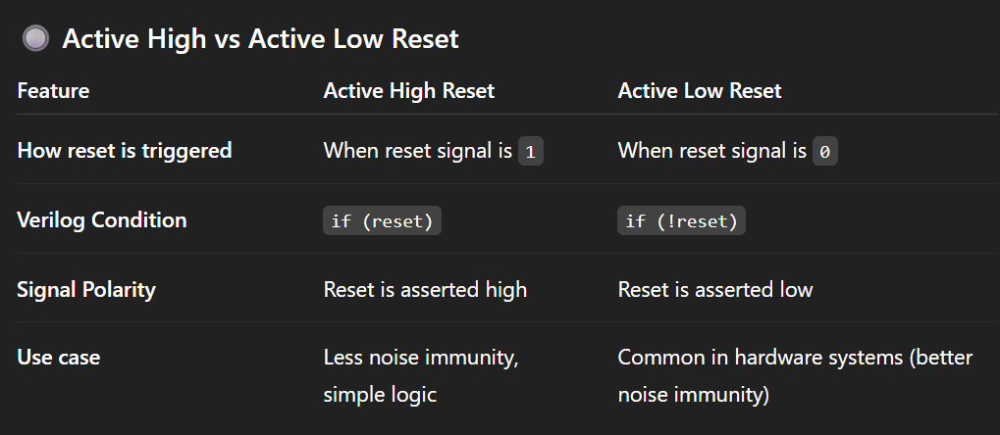 Active High vs Active Low Reset
Feature Active High Reset Active Low Reset
How reset is triggered When reset signal is 1 When reset signal is 0
Verilog Condition if (reset) if (!reset)
Signal Polarity Reset is asserted high Reset is asserted low
Use case Less noise immunity, Common in hardware systems (better
simple logic noise immunity)